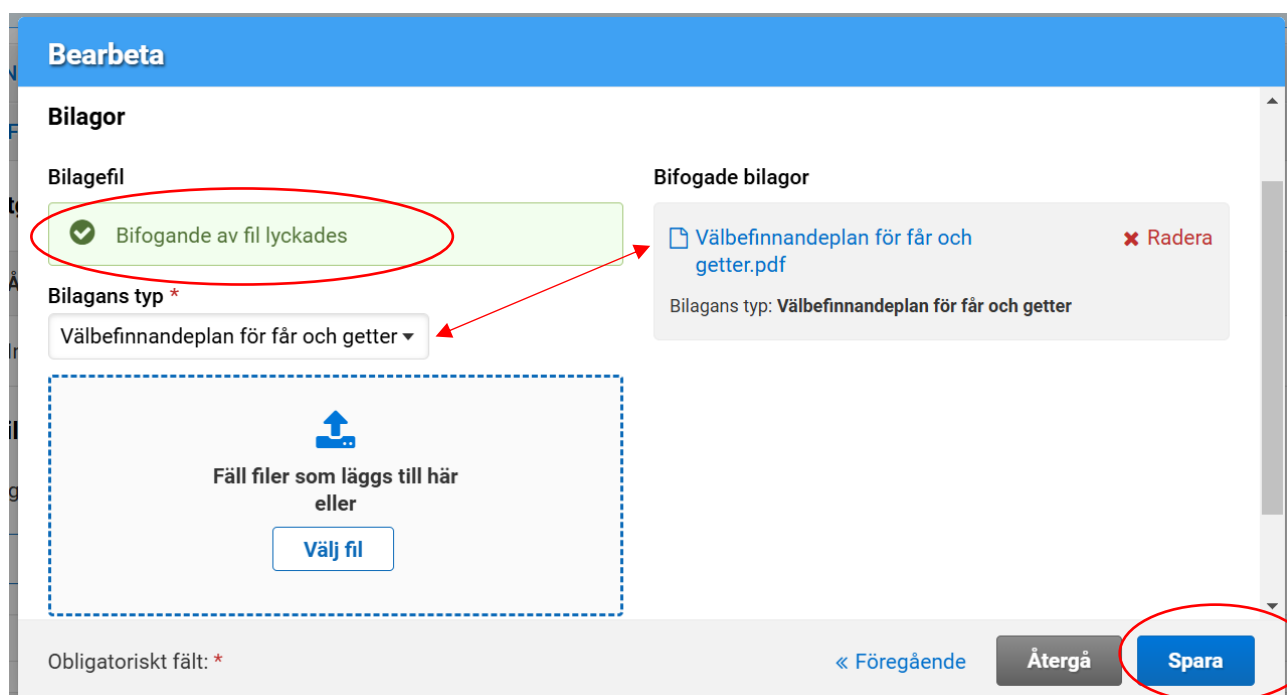 Bearbeta
Bilagor
Bilagefil
Bifogande av fil lyckades
Bilagans typ *
Välbefinnandeplan för får och getter
Fäll filer som läggs till här
eller
Välj fil
Bifogade bilagor
Välbefinnandeplan för får och
getter.pdf
Radera
Bilagans typ: Välbefinnandeplan för får och getter
Obligatoriskt fält: *
« Föregående
Återgå
Spara